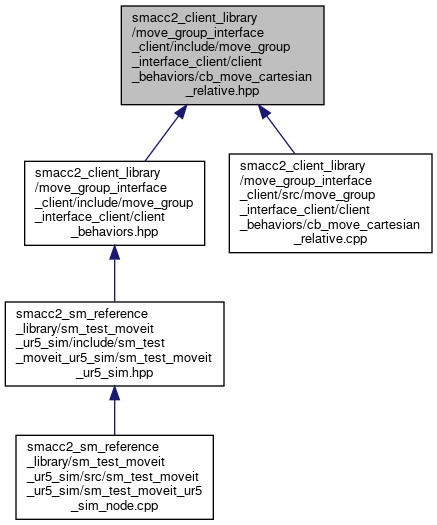 smacc2_client_library
/move_group_interface
_client/include/move_group
_interface_client/client
_behaviors/cb_move_cartesian
_relative.hpp
smacc2_client_library
/move_group_interface
_client/include/move_group
_interface_client/client
_behaviors.hpp
smacc2_client_library
/move_group_interface
_client/src/move_group
_interface_client/client
_behaviors/cb_move_cartesian
_relative.cpp
smacc2_sm_reference
_library/sm_test_moveit
_ur5_sim/include/sm_test
_moveit_ur5_sim/sm_test_moveit
_ur5_sim.hpp
smacc2_sm_reference
_library/sm_test_moveit
_ur5_sim/src/sm_test_moveit
_ur5_sim/sm_test_moveit_ur5
_sim_node.cpp